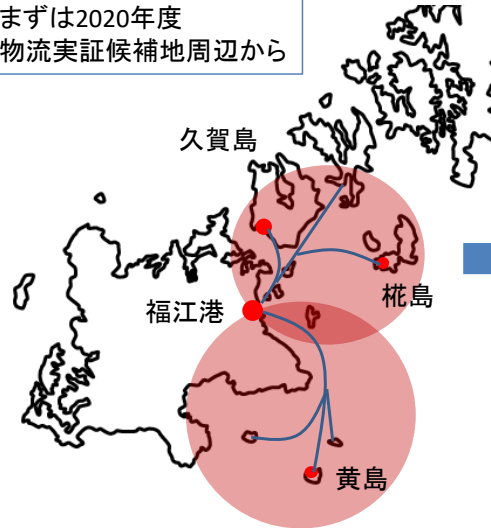 まずは2020年度
物流実証候補地周辺から
久賀島
椛島
福江港
黄島